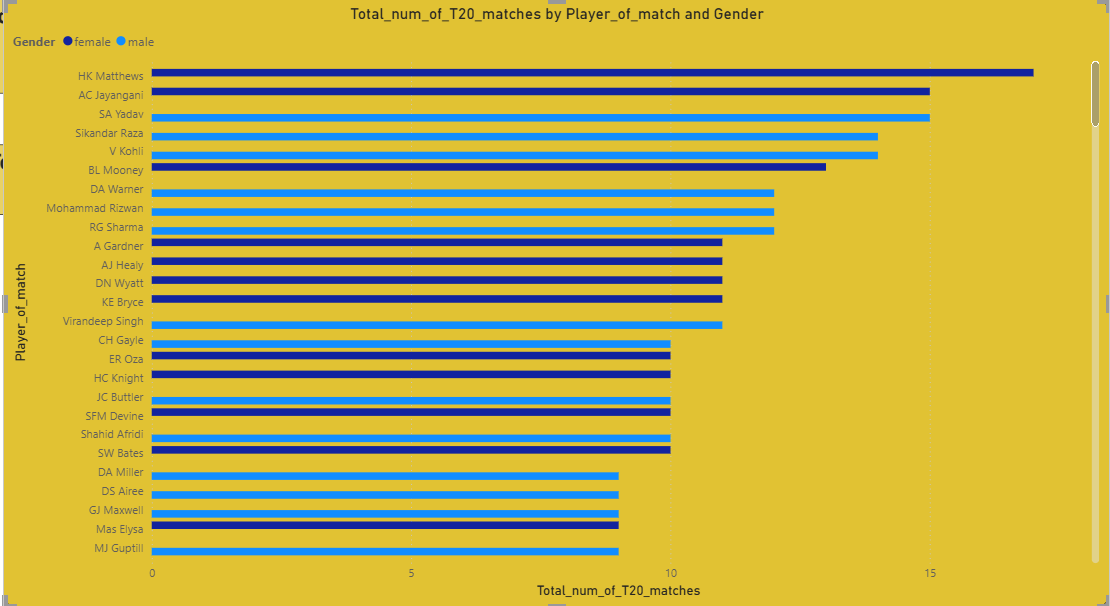 Total_num_of_T20_matches by Player_of_match and Gender
Gender female male
HK Matthews
AC Jayangani
SA Yadav
Sikandar Raza
V Kohli
BL Mooney
DA Warner
Mohammad Rizwan
RG Sharma
A Gardner
AJ Healy
DN Wyatt
KE Bryce
Virandeep Singh
CH Gayle
ER Oza
HC Knight
JC Buttler
SFM Devine
Shahid Afridi
SW Bates
DA Miller
DS Airee
GJ Maxwell
Mas Elysa
MJ Guptill
Player_of_match
0 5 10 15
Total_num_of_T20_matches